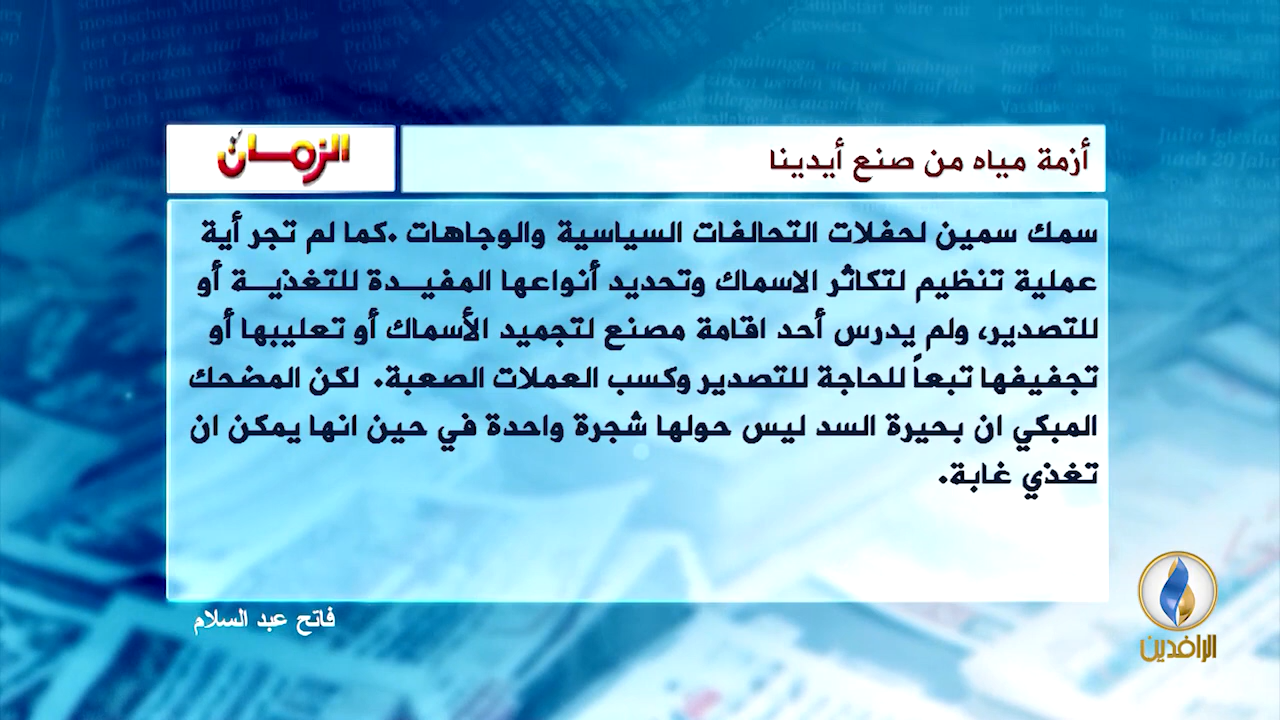 الزمان
أزمة مياه من صنع أيدينا
سمك سمين لحفلات التحالفات السياسية والوجاهات .كما لم تجر أية
عملية تنظيم لتكاثر الاسماك وتحديد أنواعها المفيــدة للتغذيــة أو
للتصدير، ولم يدرس أحد اقامة مصنع لتجميد الأسماك أو تعليبها أو
تجفيفها تبعاً للحاجة للتصدير وكسب العملات الصعبة. لكن المضحك
المبكي ان بحيرة السد ليس حولها شجرة واحدة في حين انها يمكن ان
تغذي غابة.
فاتح عبد السلام
الرافدين